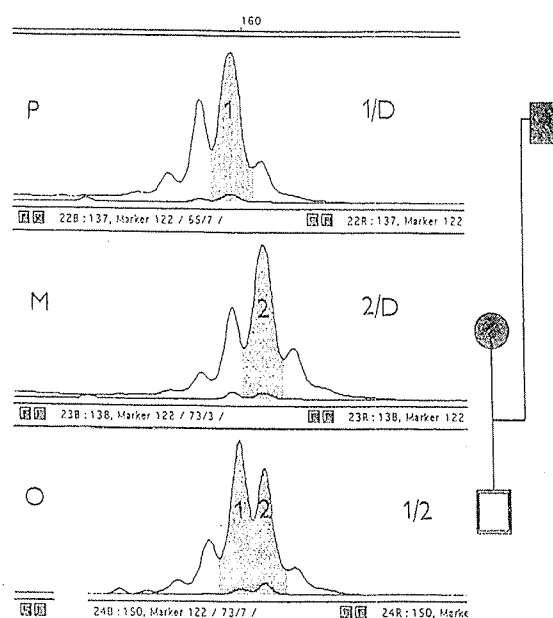 160
P 1 1/D
22B : 137, Marker 122 / 65/7 / 22R : 137, Marker 122
M 2 2/D
23B : 138, Marker 122 / 73/3 / 23R : 138, Marker 122
O 1 2 1/2
24B : 150, Marker 122 / 73/7 / 24R : 150, Marke